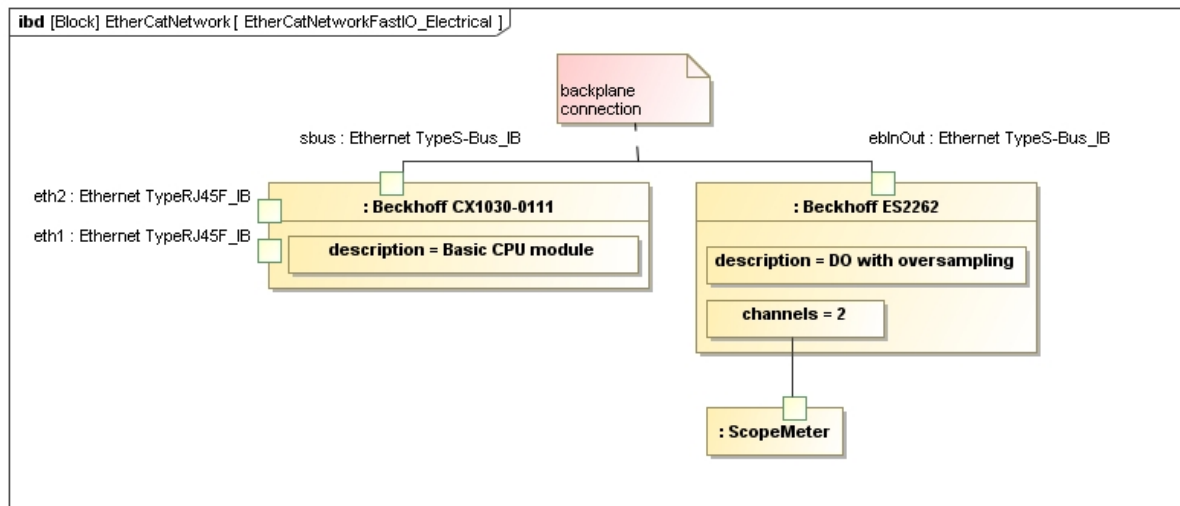 ibd [Block] EtherCatNetwork [ EtherCatNetworkFastIO_Electrical ]
backplane
connection
sbus : Ethernet TypeS-Bus_IB
ebInOut : Ethernet TypeS-Bus_IB
eth2 : Ethernet TypeRJ45F_IB
: Beckhoff CX1030-0111
: Beckhoff ES2262
eth1 : Ethernet TypeRJ45F_IB
description = Basic CPU module
description = DO with oversampling
channels = 2
: ScopeMeter